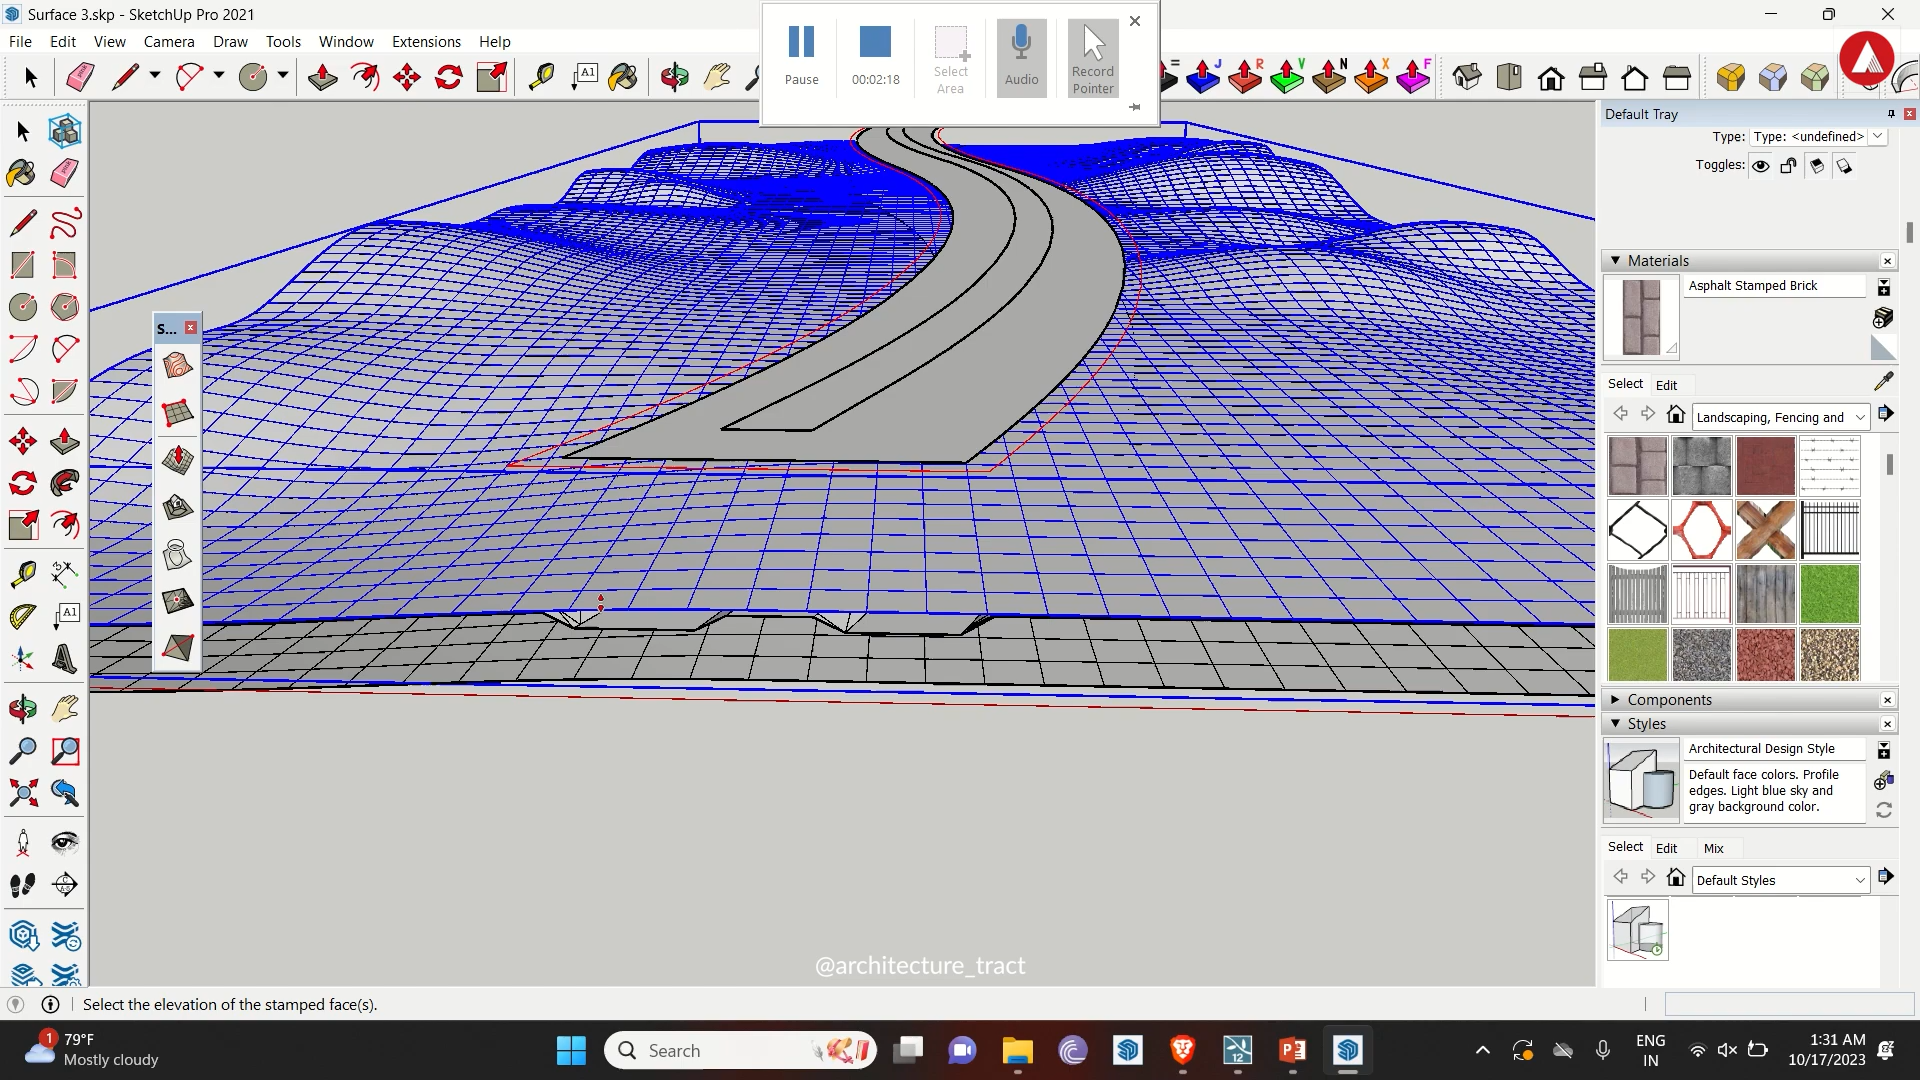 Surface 3.skp - SketchUp Pro 2021
File Edit View Camera Draw Tools Window Extensions Help
Pause
00:02:18
Select Area
Audio
Record Pointer
A1
= J R V N X F
Default Tray
Type: Type: <undefined>
Toggles:
S...
Materials
Asphalt Stamped Brick
Select Edit
Landscaping, Fencing and
A1
Components
Styles
Architectural Design Style
Default face colors. Profile
edges. Light blue sky and
gray background color.
Select Edit Mix
Default Styles
@architecture_tract
Select the elevation of the stamped face(s).
1
79°F
Mostly cloudy
Search
12
ENG
IN
1:31 AM
10/17/2023